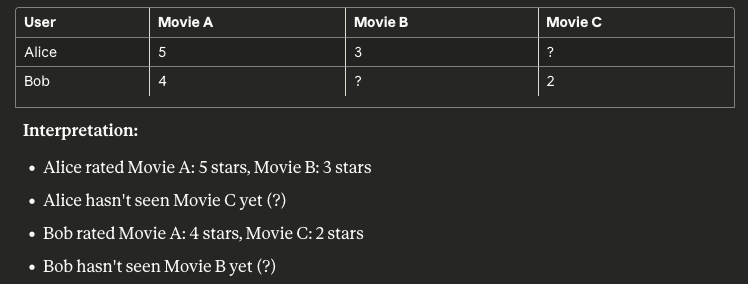 User Movie A Movie B Movie C
Alice 5 3 ?
Bob 4 ? 2
Interpretation:
• Alice rated Movie A: 5 stars, Movie B: 3 stars
• Alice hasn't seen Movie C yet (?)
• Bob rated Movie A: 4 stars, Movie C: 2 stars
• Bob hasn't seen Movie B yet (?)